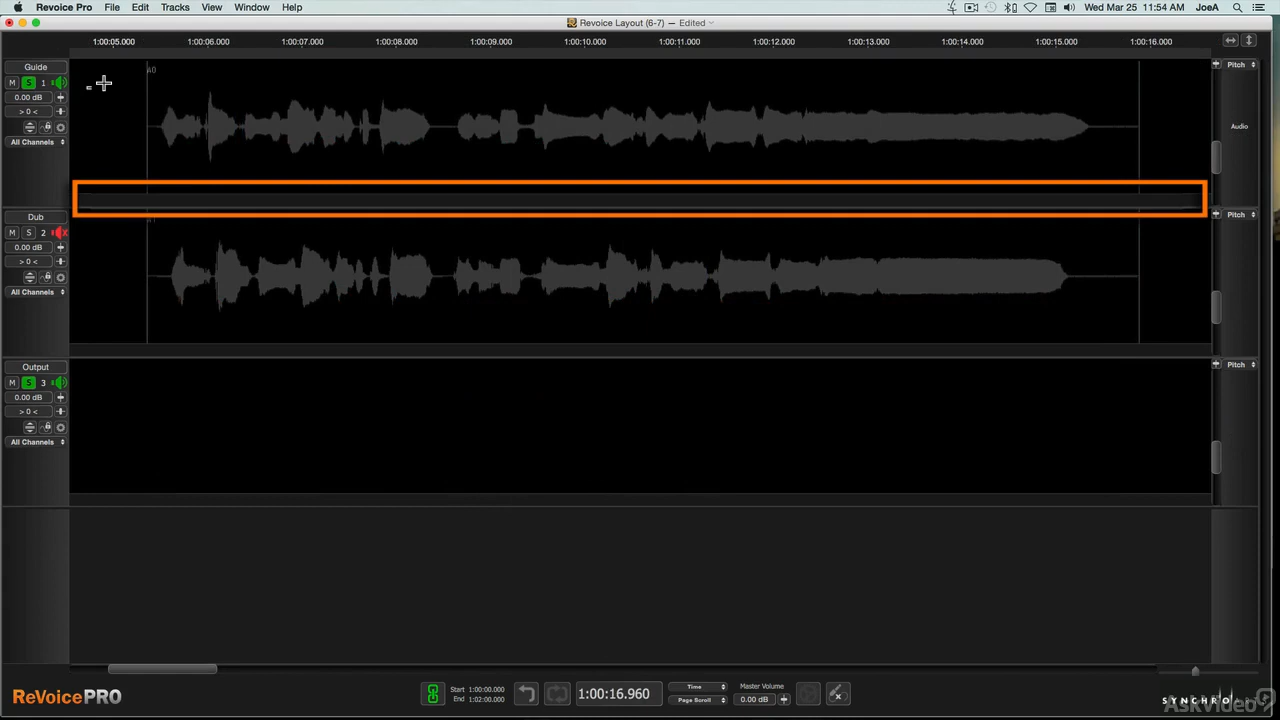 ReVoice Pro File Edit Tracks View Window Help Wed Mar 25 11:54 AM JoeA
Revoice Layout (6-7) — Edited
1:00:05.000 1:00:06.000 1:00:07.000 1:00:08.000 1:00:09.000 1:00:10.000 1:00:11.000 1:00:12.000 1:00:13.000 1:00:14.000 1:00:15.000 1:00:16.000
Guide A0 Pitch
M S 1
0.00 dB
> 0 <
Audio
All Channels
Dub Pitch
M S 2
0.00 dB
> 0 <
All Channels
Output Pitch
M S 3
0.00 dB
> 0 <
All Channels
ReVoicePRO
Start 1:00:00.000
End 1:02:00.000
1:00:16.960
Time
Page Scroll
Master Volume
0.00 dB
AskVideo